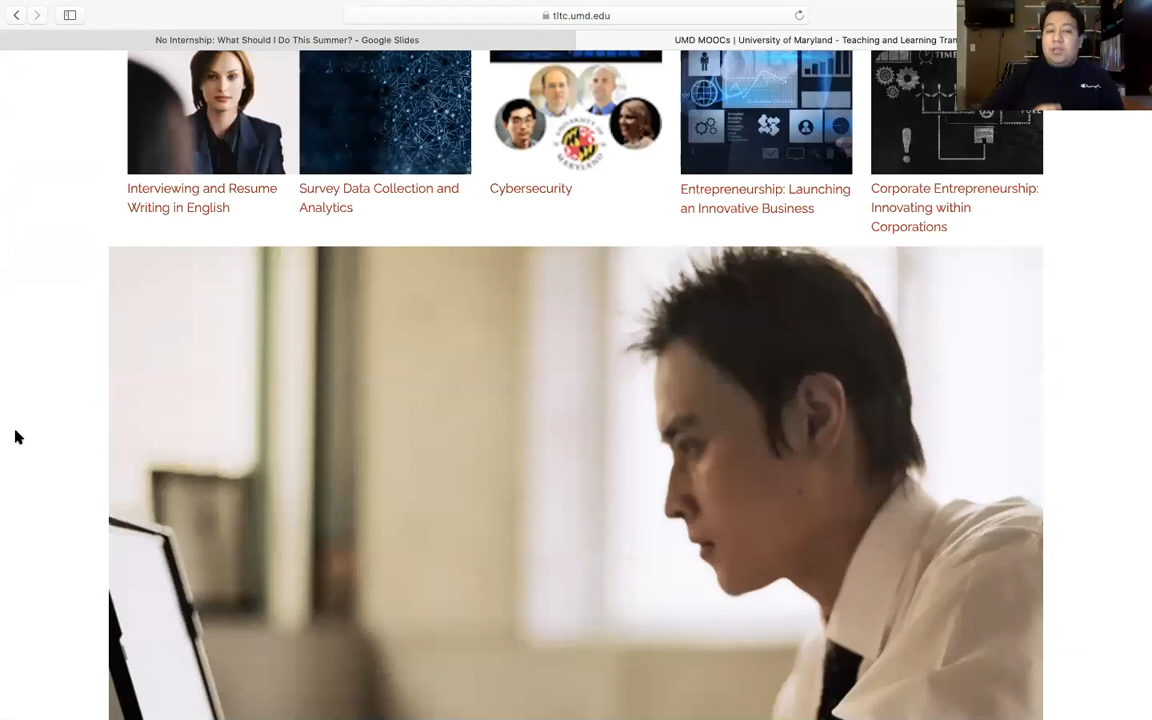 tltc.umd.edu
No Internship: What Should I Do This Summer? - Google Slides
UMD MOOCs | University of Maryland - Teaching and Learning Tran
TIME
Interviewing and Resume
Writing in English
Survey Data Collection and
Analytics
Cybersecurity
Entrepreneurship: Launching
an Innovative Business
Corporate Entrepreneurship:
Innovating within
Corporations